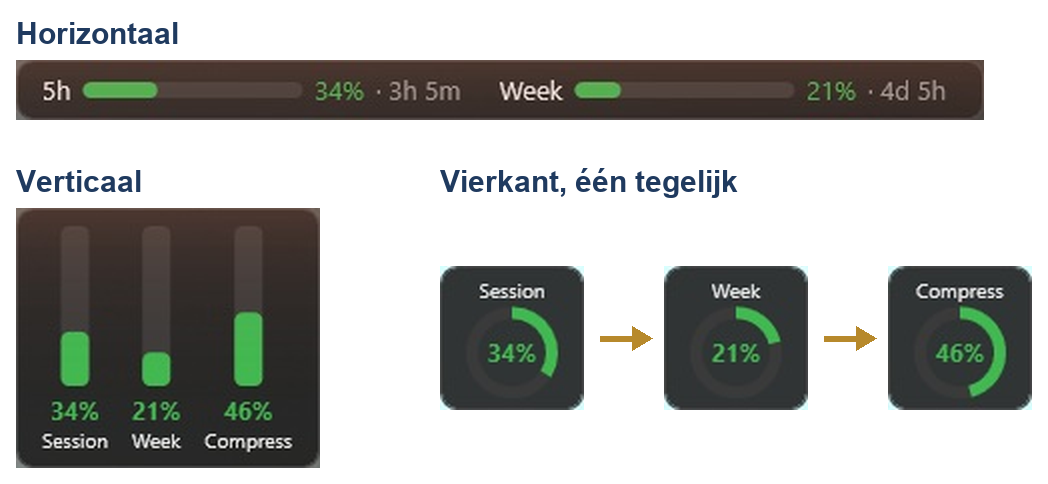 Horizontaal
5h 34% · 3h 5m Week 21% · 4d 5h
Verticaal
34% 21% 46%
Session Week Compress
Vierkant, één tegelijk
Session Week Compress
34% 21% 46%